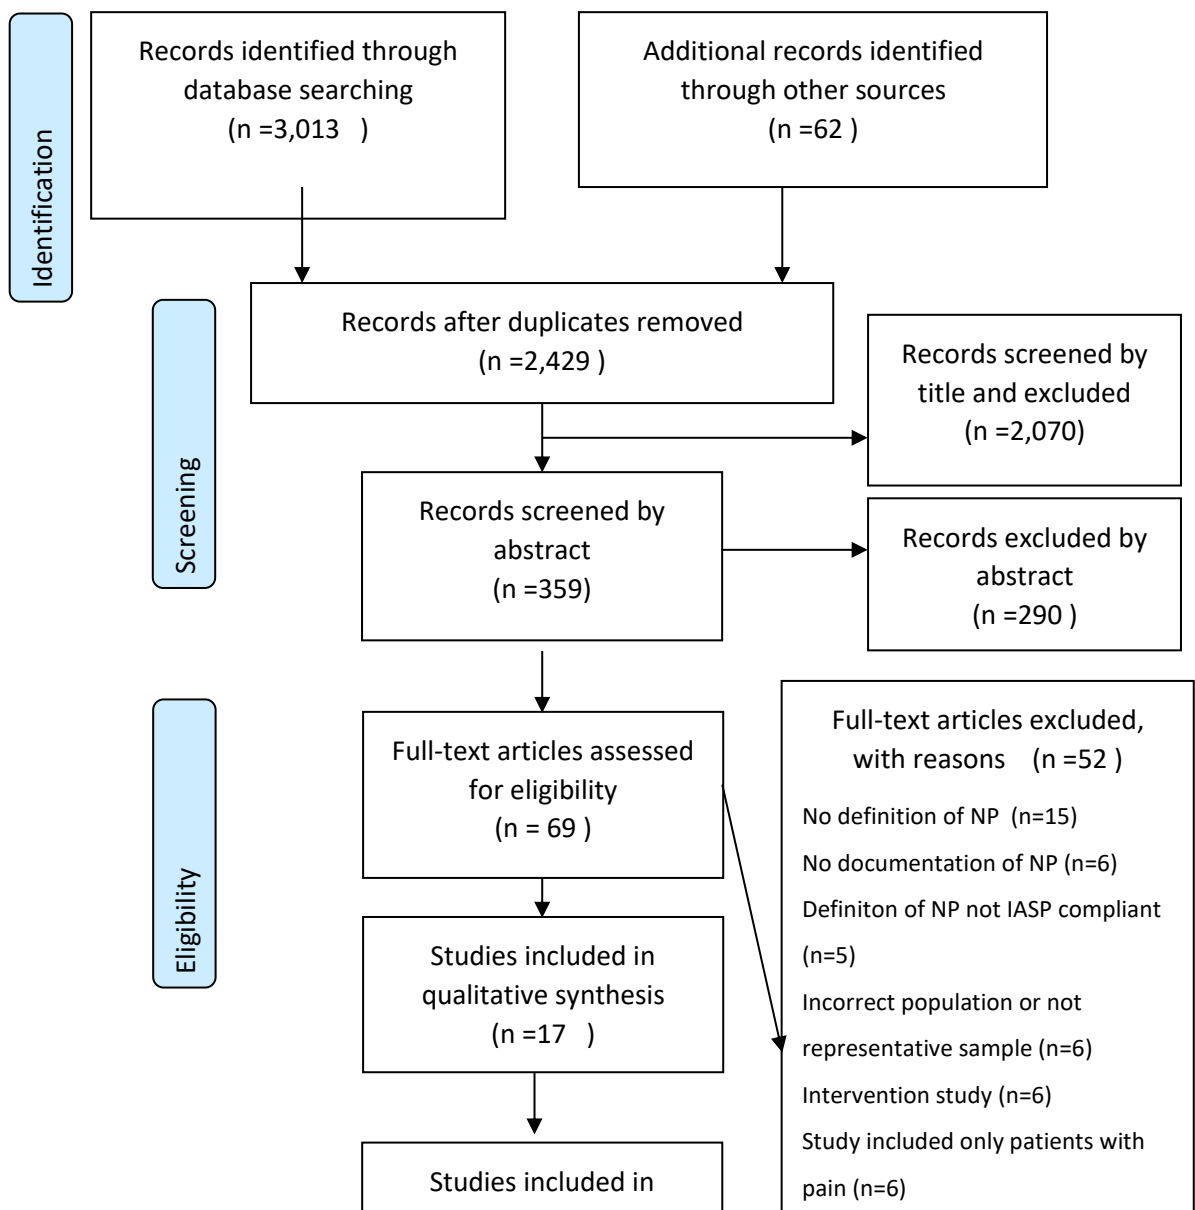 Identification
Records identified through
database searching
(n =3,013   )
Additional records identified
through other sources
(n =62 )
Records after duplicates removed
(n =2,429 )
Screening
Records screened by
title and excluded
(n =2,070)
Records screened by
abstract
(n =359)
Records excluded by
abstract
(n =290 )
Eligibility
Full-text articles assessed
for eligibility
(n = 69 )
Full-text articles excluded,
with reasons    (n =52 )
No definition of NP  (n=15)
No documentation of NP (n=6)
Definiton of NP not IASP compliant
(n=5)
Incorrect population or not
representative sample (n=6)
Intervention study (n=6)
Study included only patients with
pain (n=6)
Studies included in
qualitative synthesis
(n =17   )
Studies included in